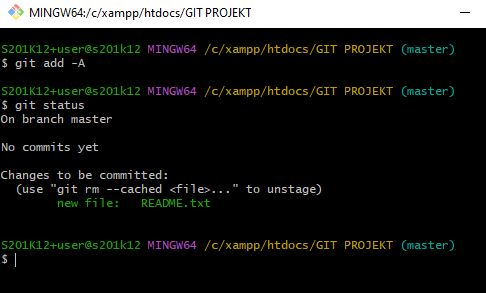 MINGW64:/c/xampp/htdocs/GIT PROJEKT
S201K12+user@s201k12 MINGW64 /c/xampp/htdocs/GIT PROJEKT (master)
$ git add -A
S201K12+user@s201k12 MINGW64 /c/xampp/htdocs/GIT PROJEKT (master)
$ git status
On branch master
No commits yet
Changes to be committed:
  (use "git rm --cached <file>..." to unstage)
        new file:   README.txt
S201K12+user@s201k12 MINGW64 /c/xampp/htdocs/GIT PROJEKT (master)
$